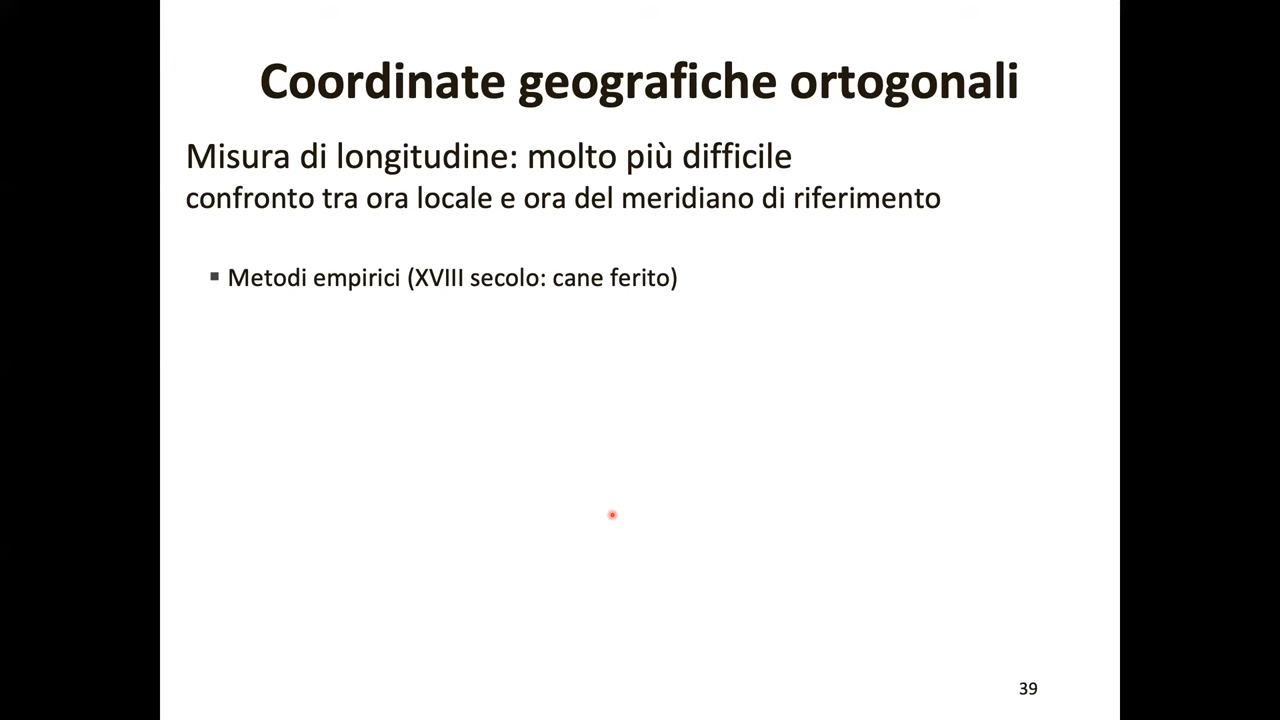 Coordinate geografiche ortogonali
Misura di longitudine: molto più difficile
confronto tra ora locale e ora del meridiano di riferimento
▪ Metodi empirici (XVIII secolo: cane ferito)
39